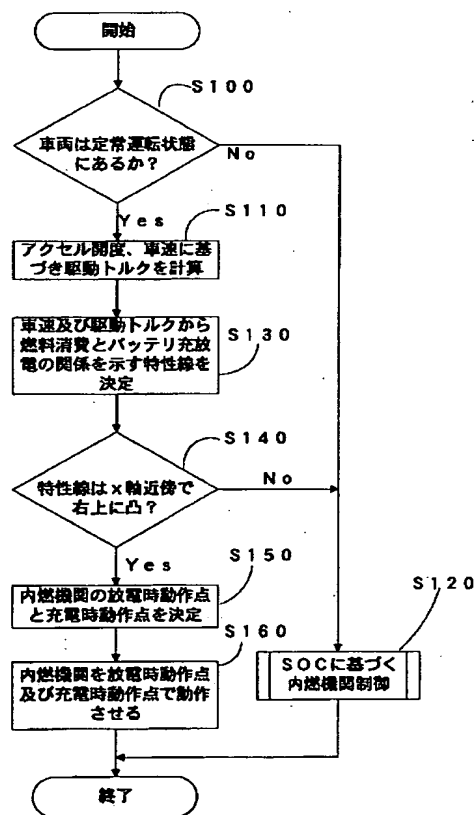 開始
S100
車両は定常運転状態
にあるか？
No
Yes
S110
アクセル開度、車速に基
づき駆動トルクを計算
車速及び駆動トルクから
燃料消費とバッテリ充放
電の関係を示す特性線を
決定
S130
S140
特性線はx軸近傍で
右上に凸？
No
Yes
S150
内燃機関の放電時動作点
と充電時動作点を決定
S120
S160
SOCに基づく
内燃機関制御
内燃機関を放電時動作点
及び充電時動作点で動作
させる
終了